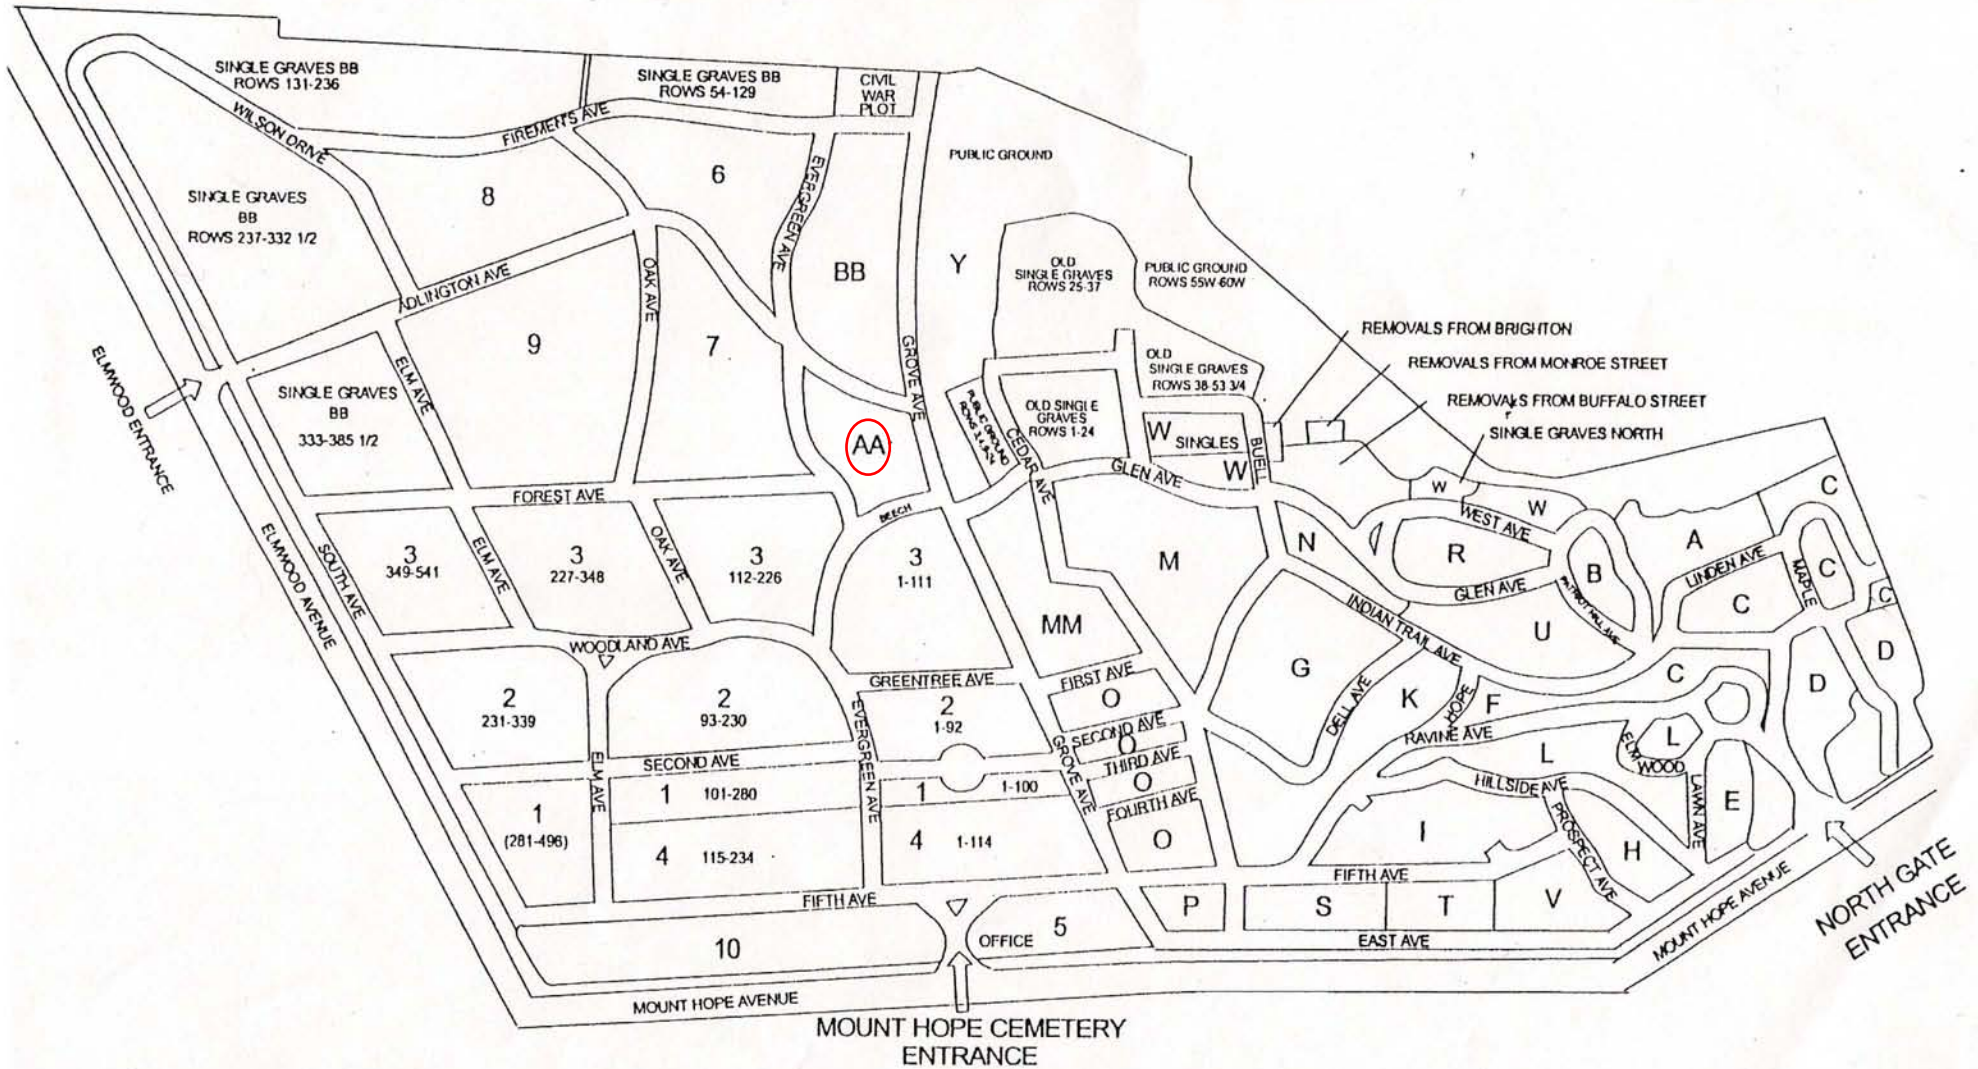 SINGLE GRAVES BB
ROWS 131-236
SINGLE GRAVES BB
ROWS 54-129
CIVIL
WAR
PLOT
WILSON DRIVE
FIREMEN'S AVE
EVERGREEN AVE
PUBLIC GROUND
6
8
SINGLE GRAVES
BB
ROWS 237-332 1/2
OAK AVE
BB
Y
OLD
SINGLE GRAVES
ROWS 25-37
PUBLIC GROUND
ROWS 55W-60W
ADLINGTON AVE
ELMWOOD ENTRANCE
9
7
GROVE AVE
REMOVALS FROM BRIGHTON
OLD
SINGLE GRAVES
ROWS 38-53 3/4
REMOVALS FROM MONROE STREET
ELM AVE
SINGLE GRAVES
BB
333-385 1/2
REMOVALS FROM BUFFALO STREET
PUBLIC GROUND
OLD SINGLE
GRAVES
ROWS 1-24
SINGLE GRAVES NORTH
AA
CEDAR AVE
W
SINGLES
BUELL
W
GLEN AVE
W
W
C
FOREST AVE
BEECH
WEST AVE
ELMWOOD AVENUE
SOUTH AVE
3
349-541
ELM AVE
3
227-348
OAK AVE
3
112-226
3
1-111
M
N
R
A
B
LINDEN AVE
MAPLE
C
C
C
GLEN AVE
PATRIOT HILL AVE
INDIAN TRAIL AVE
MM
U
WOODLAND AVE
GREENTREE AVE
FIRST AVE
G
DELL AVE
K
HOPE
F
C
D
D
2
231-339
2
93-230
EVERGREEN AVE
2
1-92
O
SECOND AVE
O
RAVINE AVE
L
ELM
WOOD
L
GROVE AVE
THIRD AVE
O
FOURTH AVE
O
ELM AVE
SECOND AVE
HILLSIDE AVE
LAWN AVE
E
1
(281-496)
1 101-280
1 1-100
4 115-234
4 1-114
I
PROSPECT AVE
H
FIFTH AVE
FIFTH AVE
P
S
T
V
10
OFFICE
5
EAST AVE
MOUNT HOPE AVENUE
NORTH GATE
ENTRANCE
MOUNT HOPE AVENUE
MOUNT HOPE CEMETERY
ENTRANCE